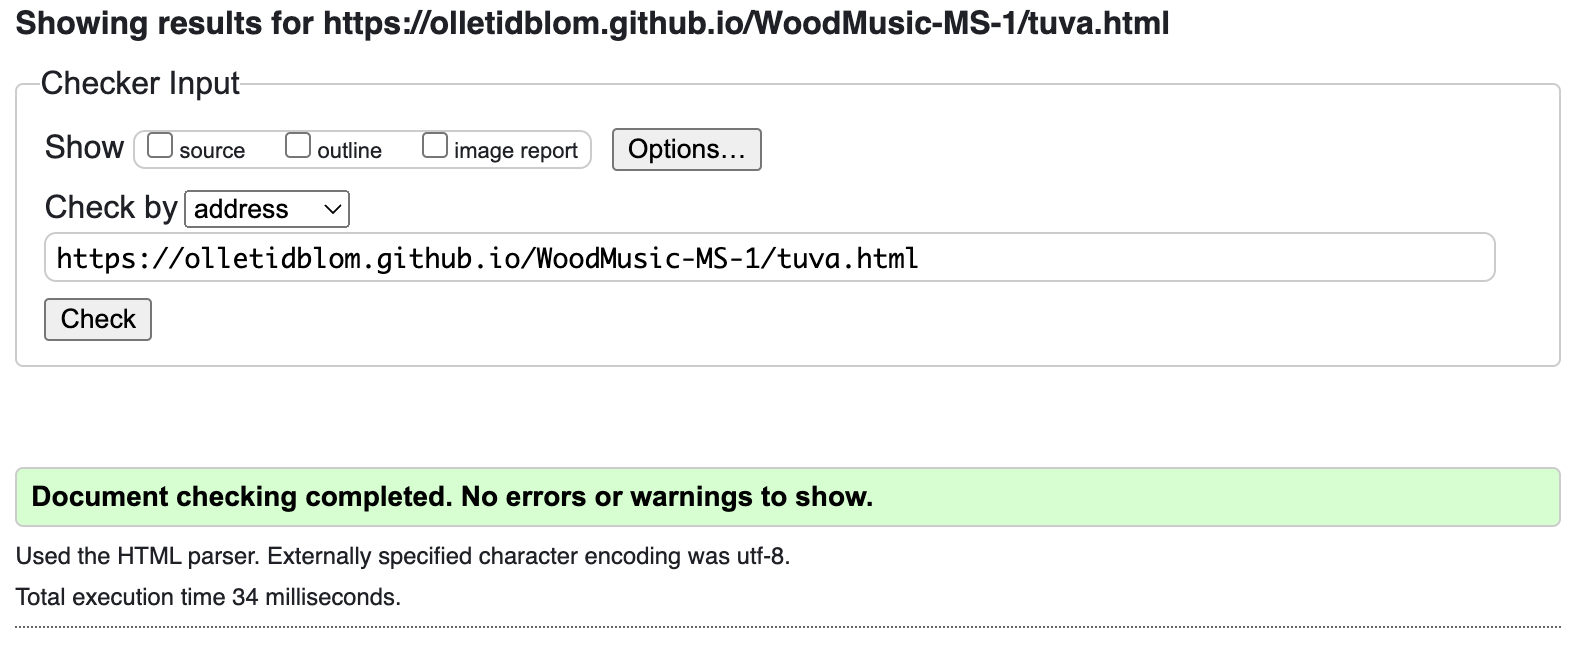 Showing results for https://olletidblom.github.io/WoodMusic-MS-1/tuva.html
Checker Input
Show source outline image report Options...
Check by address
https://olletidblom.github.io/WoodMusic-MS-1/tuva.html
Check
Document checking completed. No errors or warnings to show.
Used the HTML parser. Externally specified character encoding was utf-8.
Total execution time 34 milliseconds.